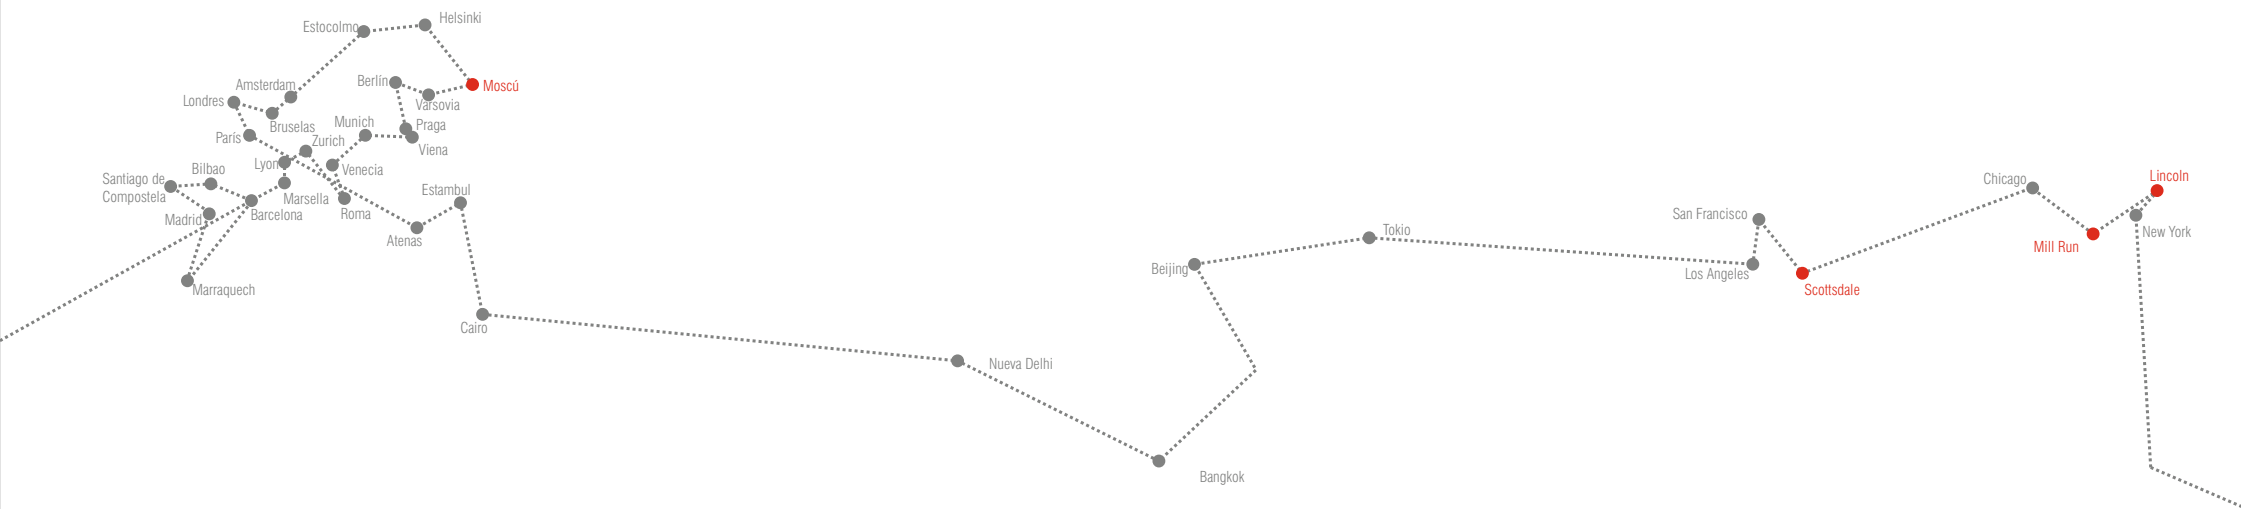 Helsinki
Estocolmo
Berlín
Moscú
Amsterdam
Londres
Varsovia
Bruselas
Munich
Praga
París
Zurich
Viena
Lyon
Bilbao
Venecia
Santiago de
Compostela
Estambul
Marsella
Madrid
Barcelona
Roma
Atenas
Marraquech
Cairo
Nueva Delhi
Bangkok
Beijing
Tokio
San Francisco
Los Angeles
Scottsdale
Chicago
Lincoln
Mill Run
New York